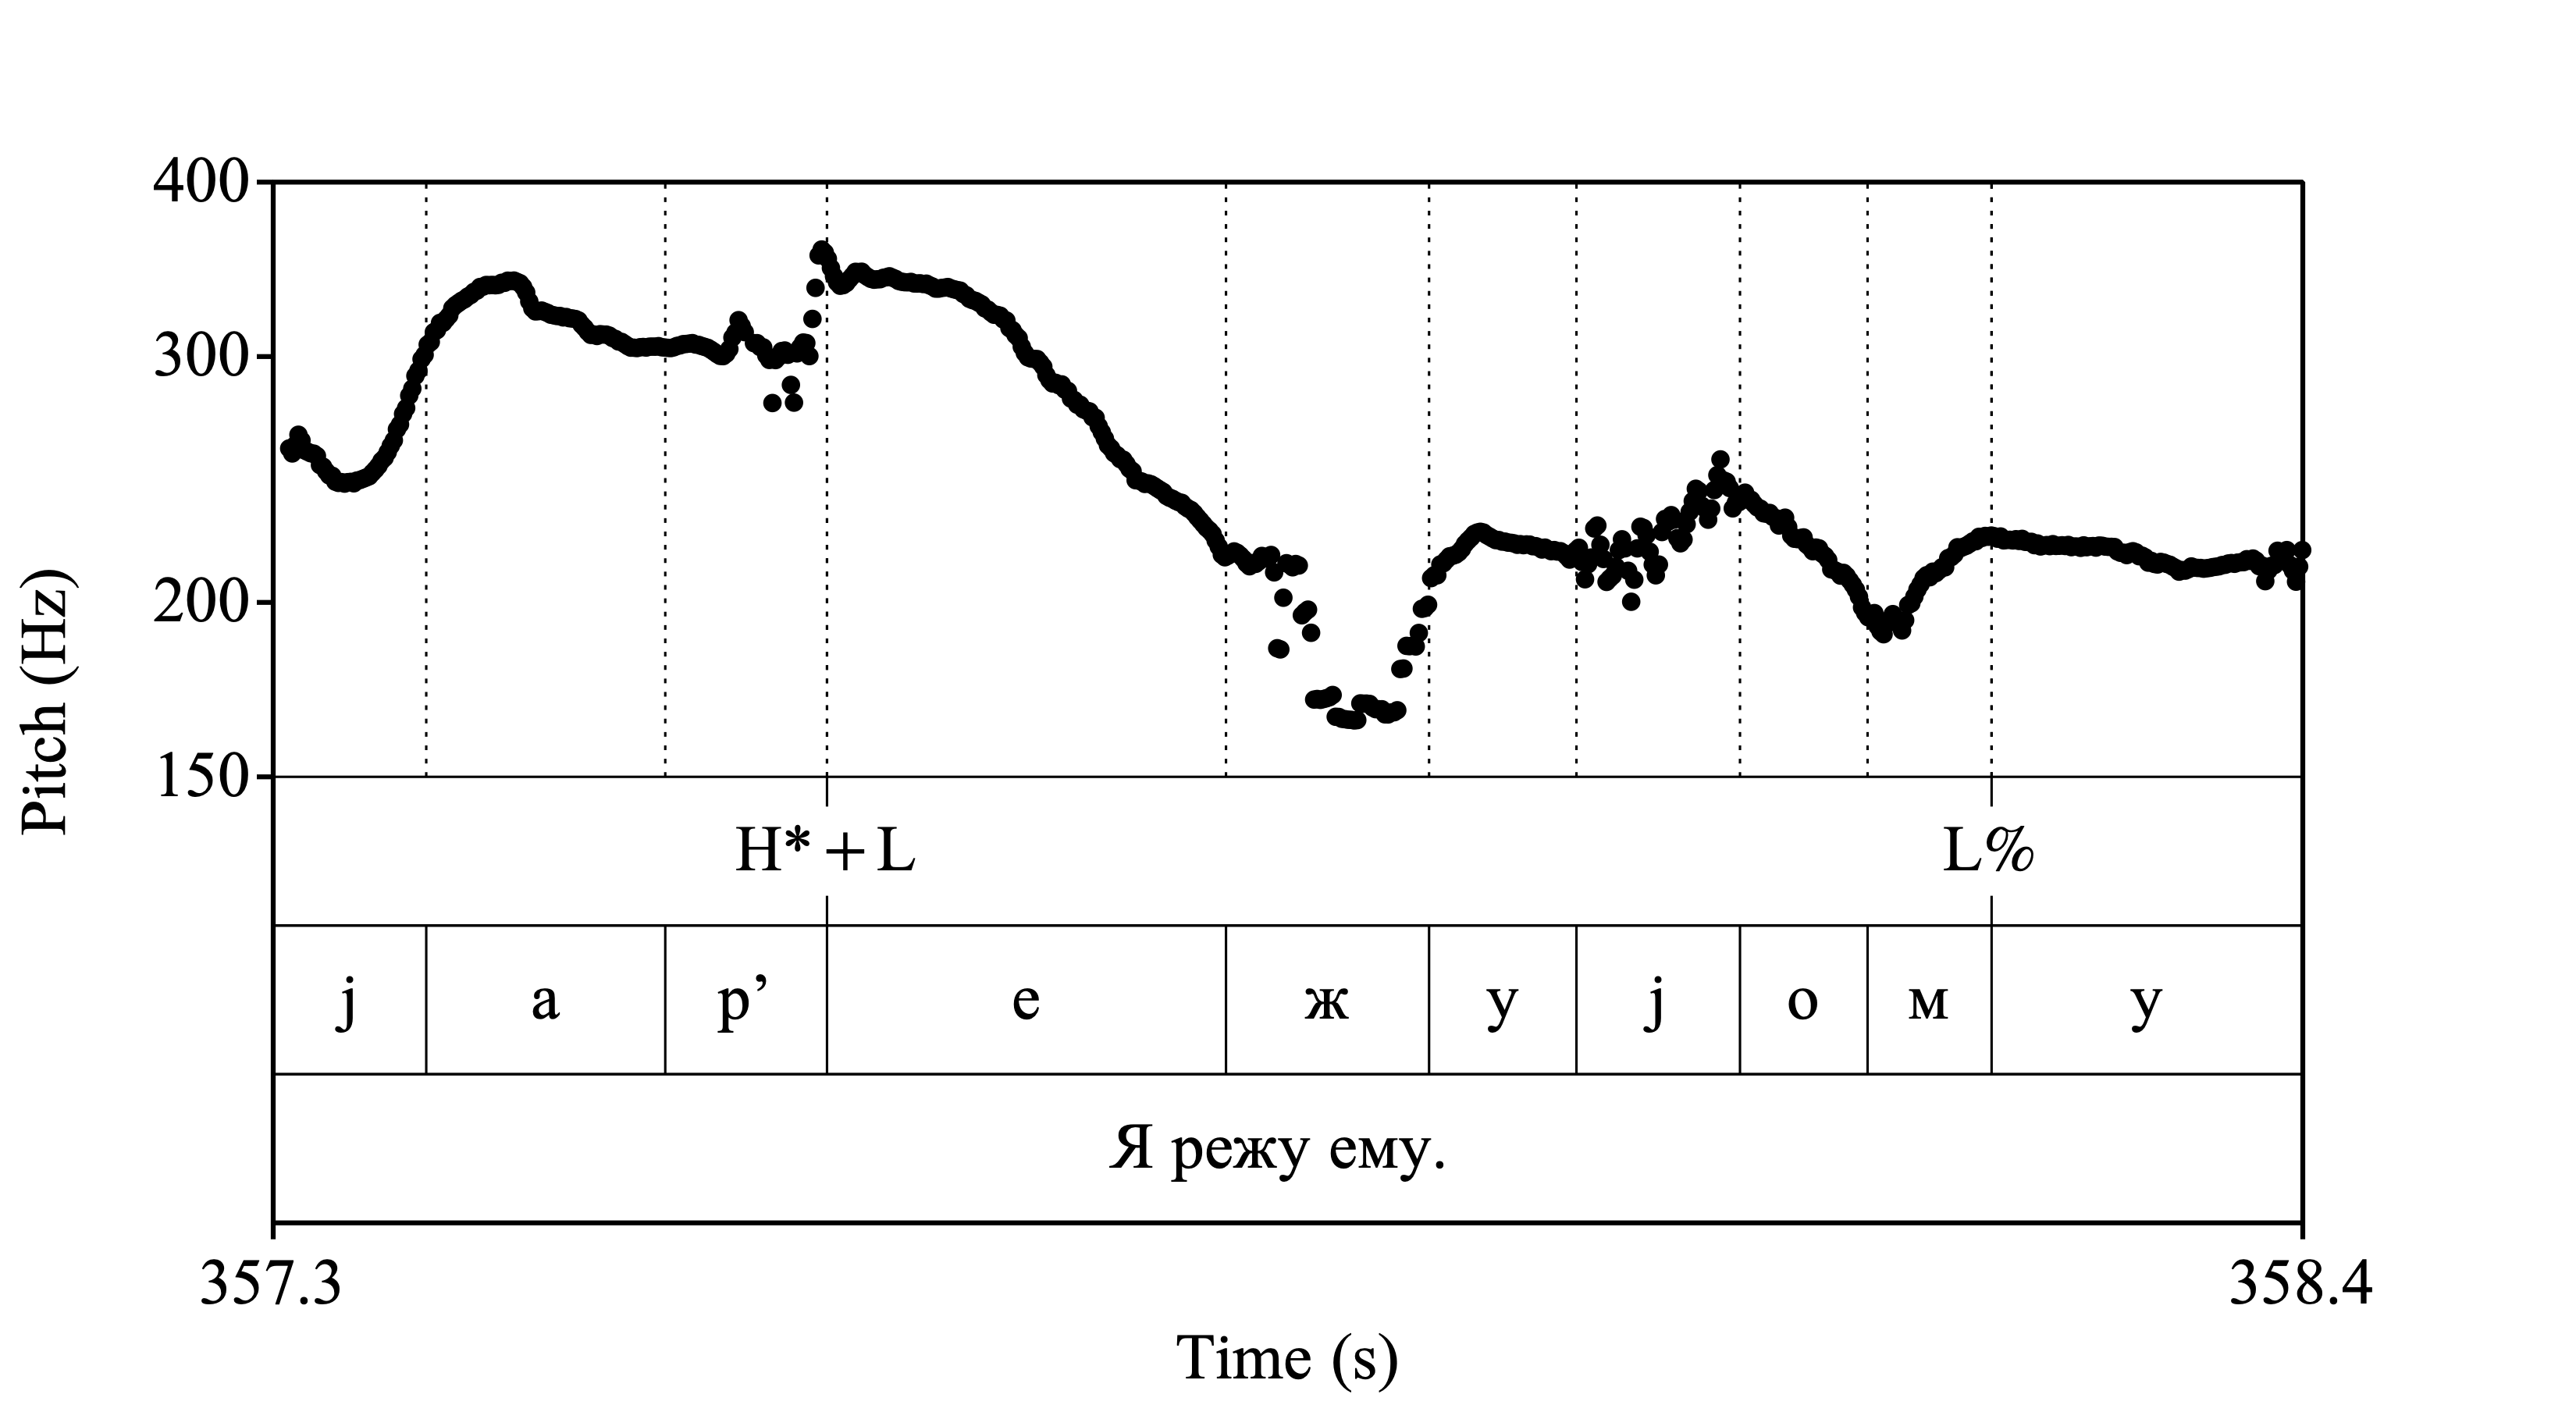 400
300
200
150
Pitch (Hz)
H*+L L%
j а р’ е ж у j о м у
Я режу ему.
357.3 358.4
Time (s)